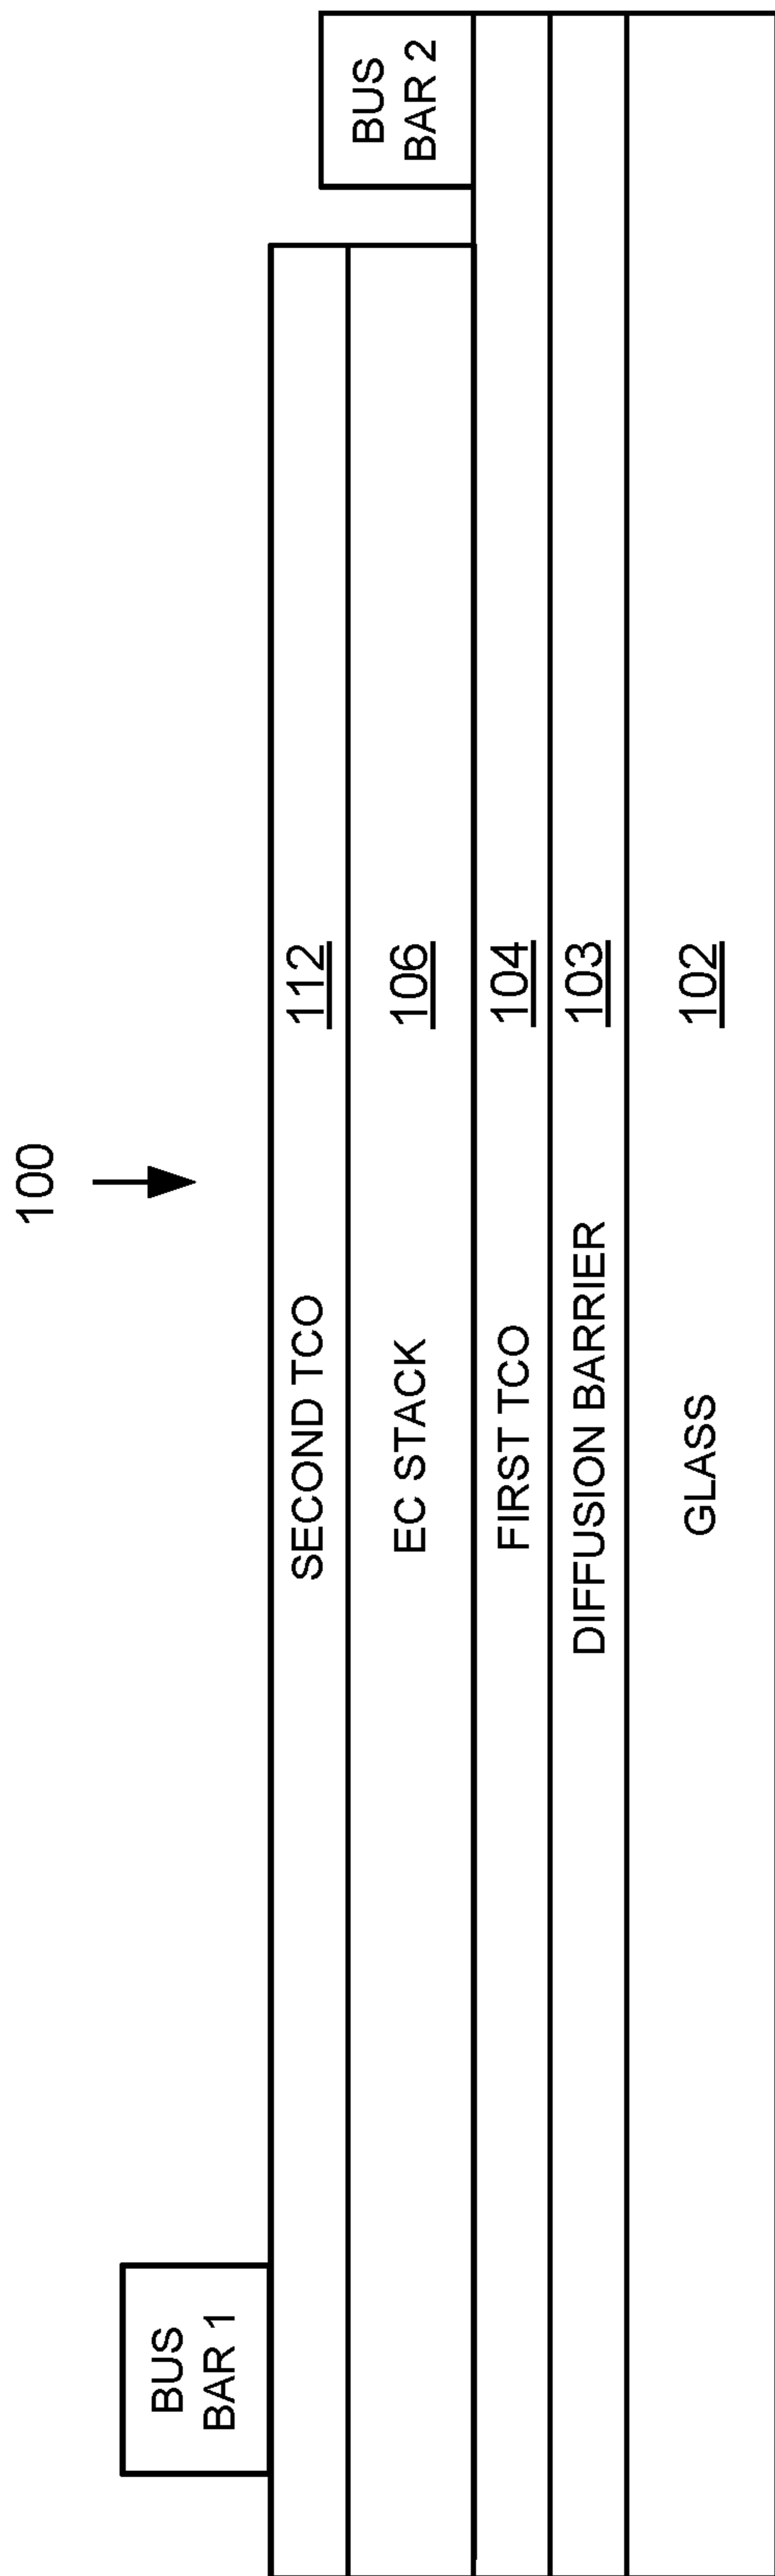 100
BUS
BAR 1
BUS
BAR 2
SECOND TCO 112
EC STACK 106
FIRST TCO 104
DIFFUSION BARRIER 103
GLASS 102